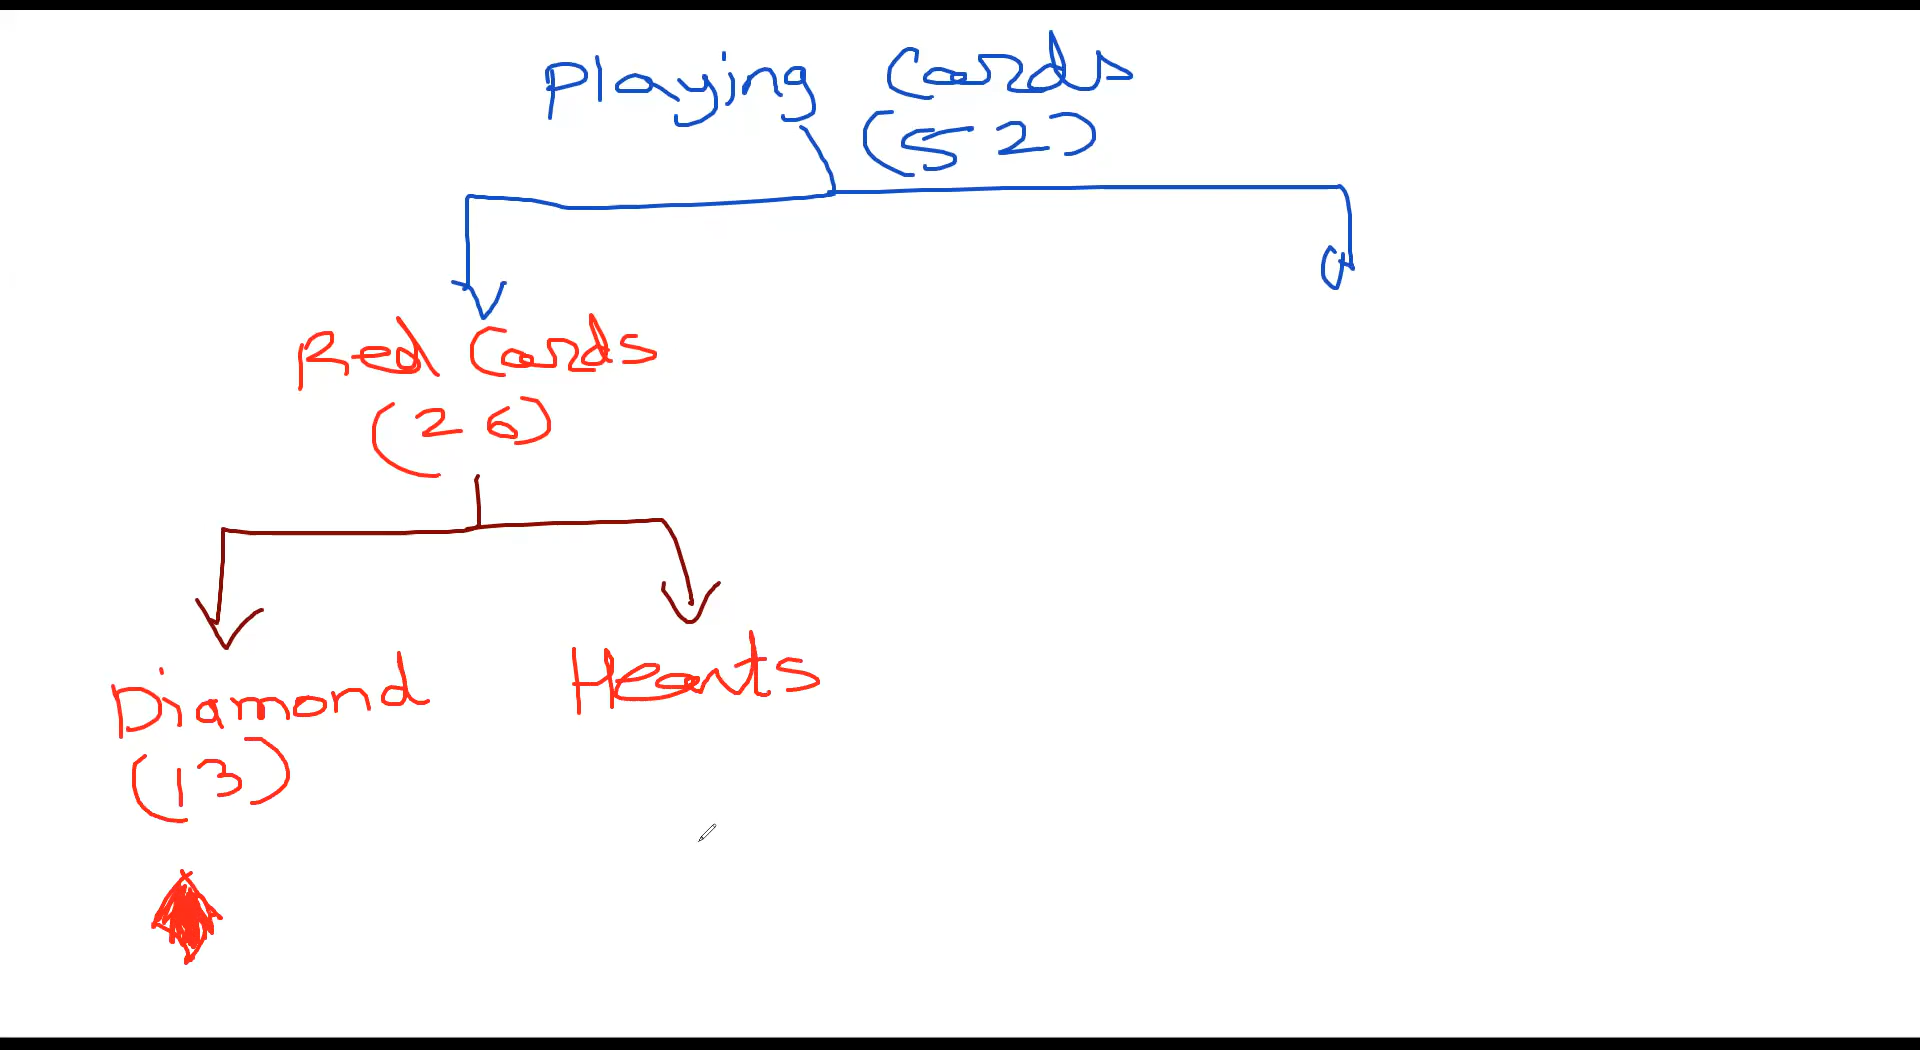 Playing Cards
(52)
Red Cards
(26)
Diamond
(13)
Hearts